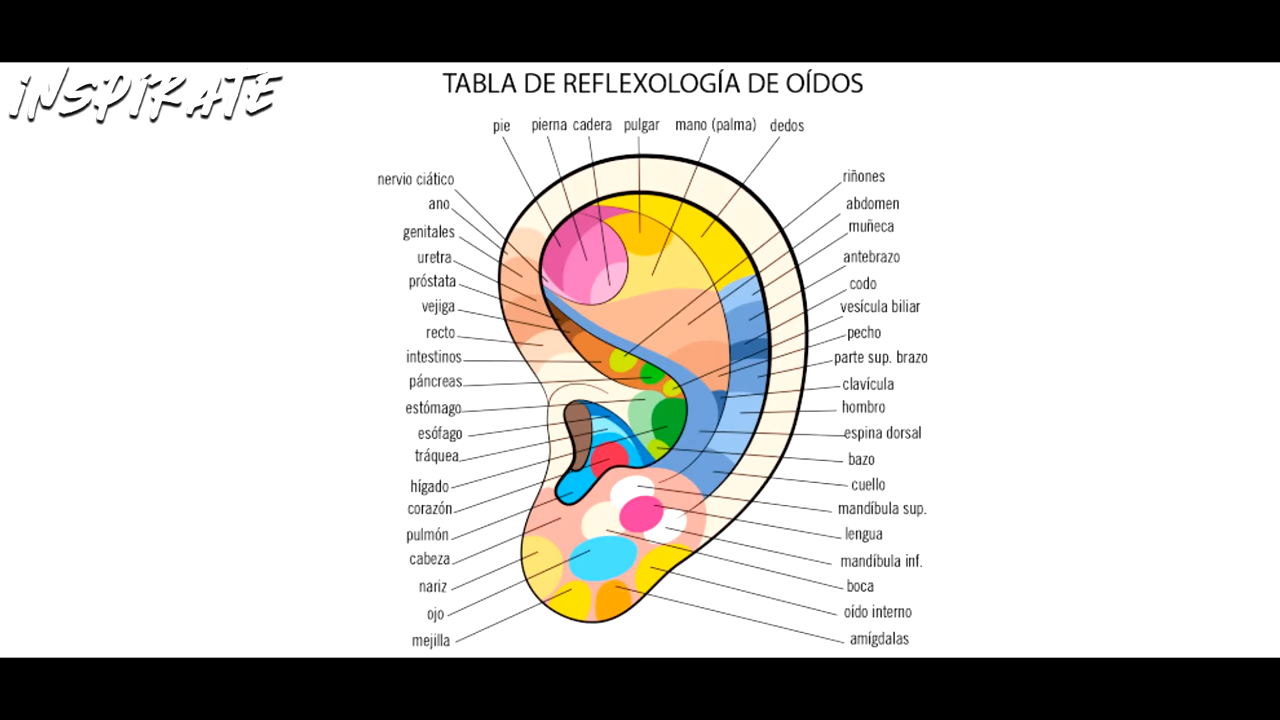 INSPÍRATE
TABLA DE REFLEXOLOGÍA DE OÍDOS
pie pierna cadera pulgar mano (palma) dedos
nervio ciático
ano
genitales
uretra
próstata
vejiga
recto
intestinos
páncreas
estómago
esófago
tráquea
hígado
corazón
pulmón
cabeza
nariz
ojo
mejilla
riñones
abdomen
muñeca
antebrazo
codo
vesícula biliar
pecho
parte sup. brazo
clavícula
hombro
espina dorsal
bazo
cuello
mandíbula sup.
lengua
mandíbula inf.
boca
oído interno
amígdalas